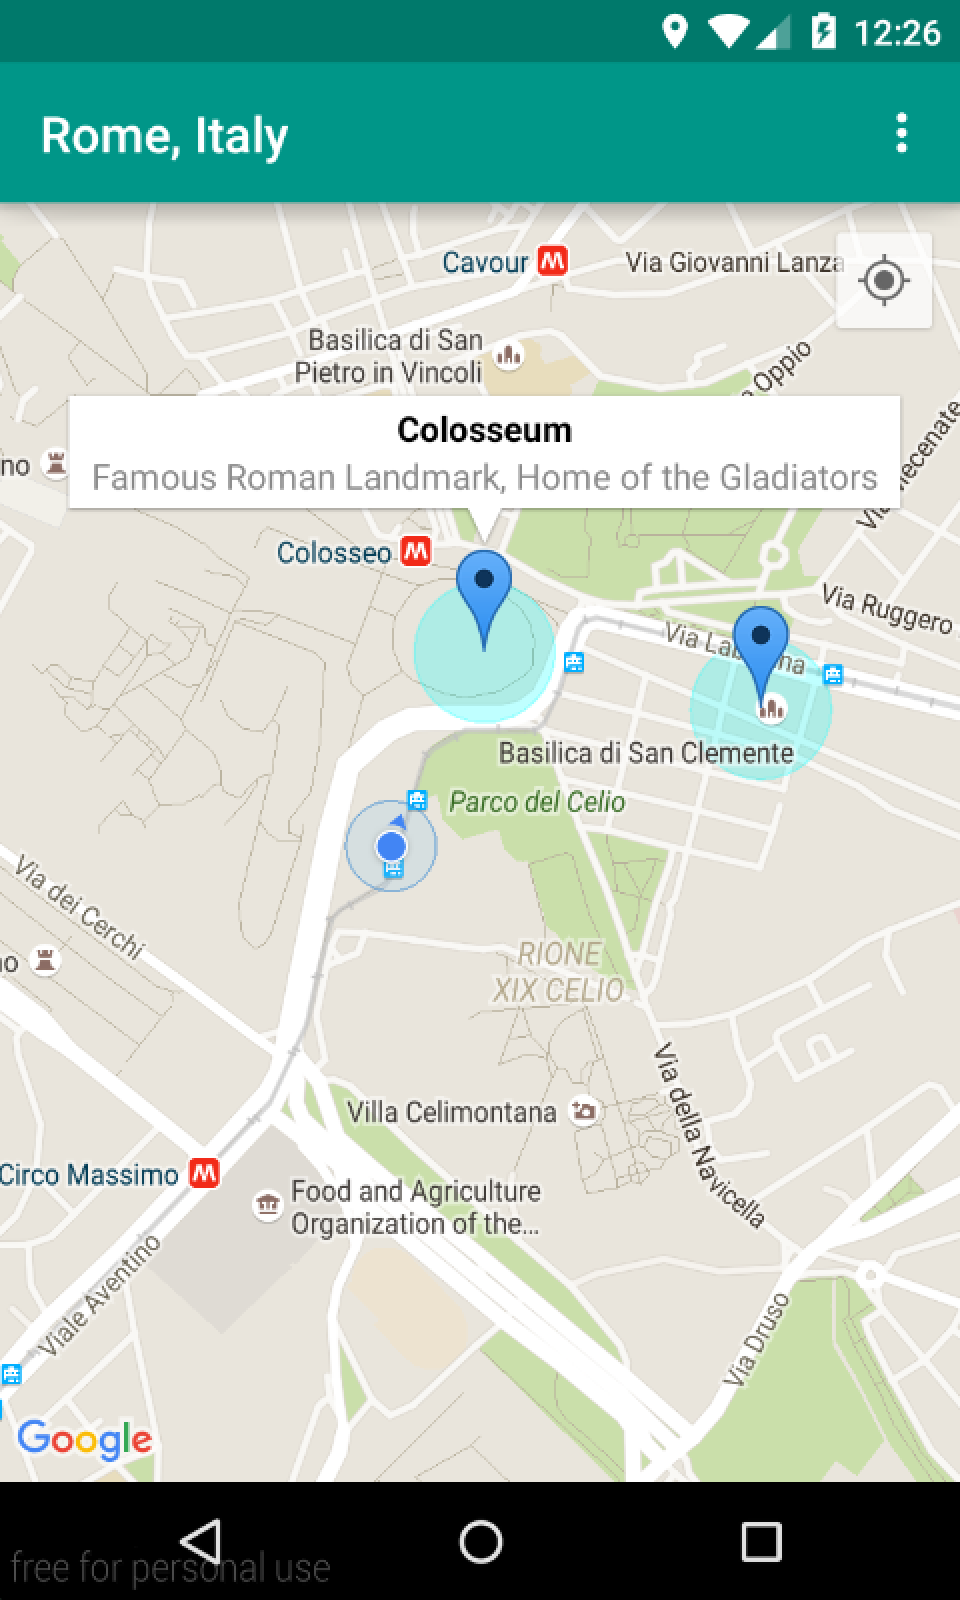 12:26
Rome, Italy
Cavour
Via Giovanni Lanza
Basilica di San
Pietro in Vincoli
Oppio
Colosseum
Famous Roman Landmark, Home of the Gladiators
no
Colosseo
Via Ruggero
Via
Basilica di San Clemente
Parco del Celio
Via dei Cerchi
no
RIONE
XIX CELIO
Via della Navicella
Villa Celimontana
Circo Massimo
Food and Agriculture
Organization of the...
Viale Aventino
Via Druso
Google
free for personal use